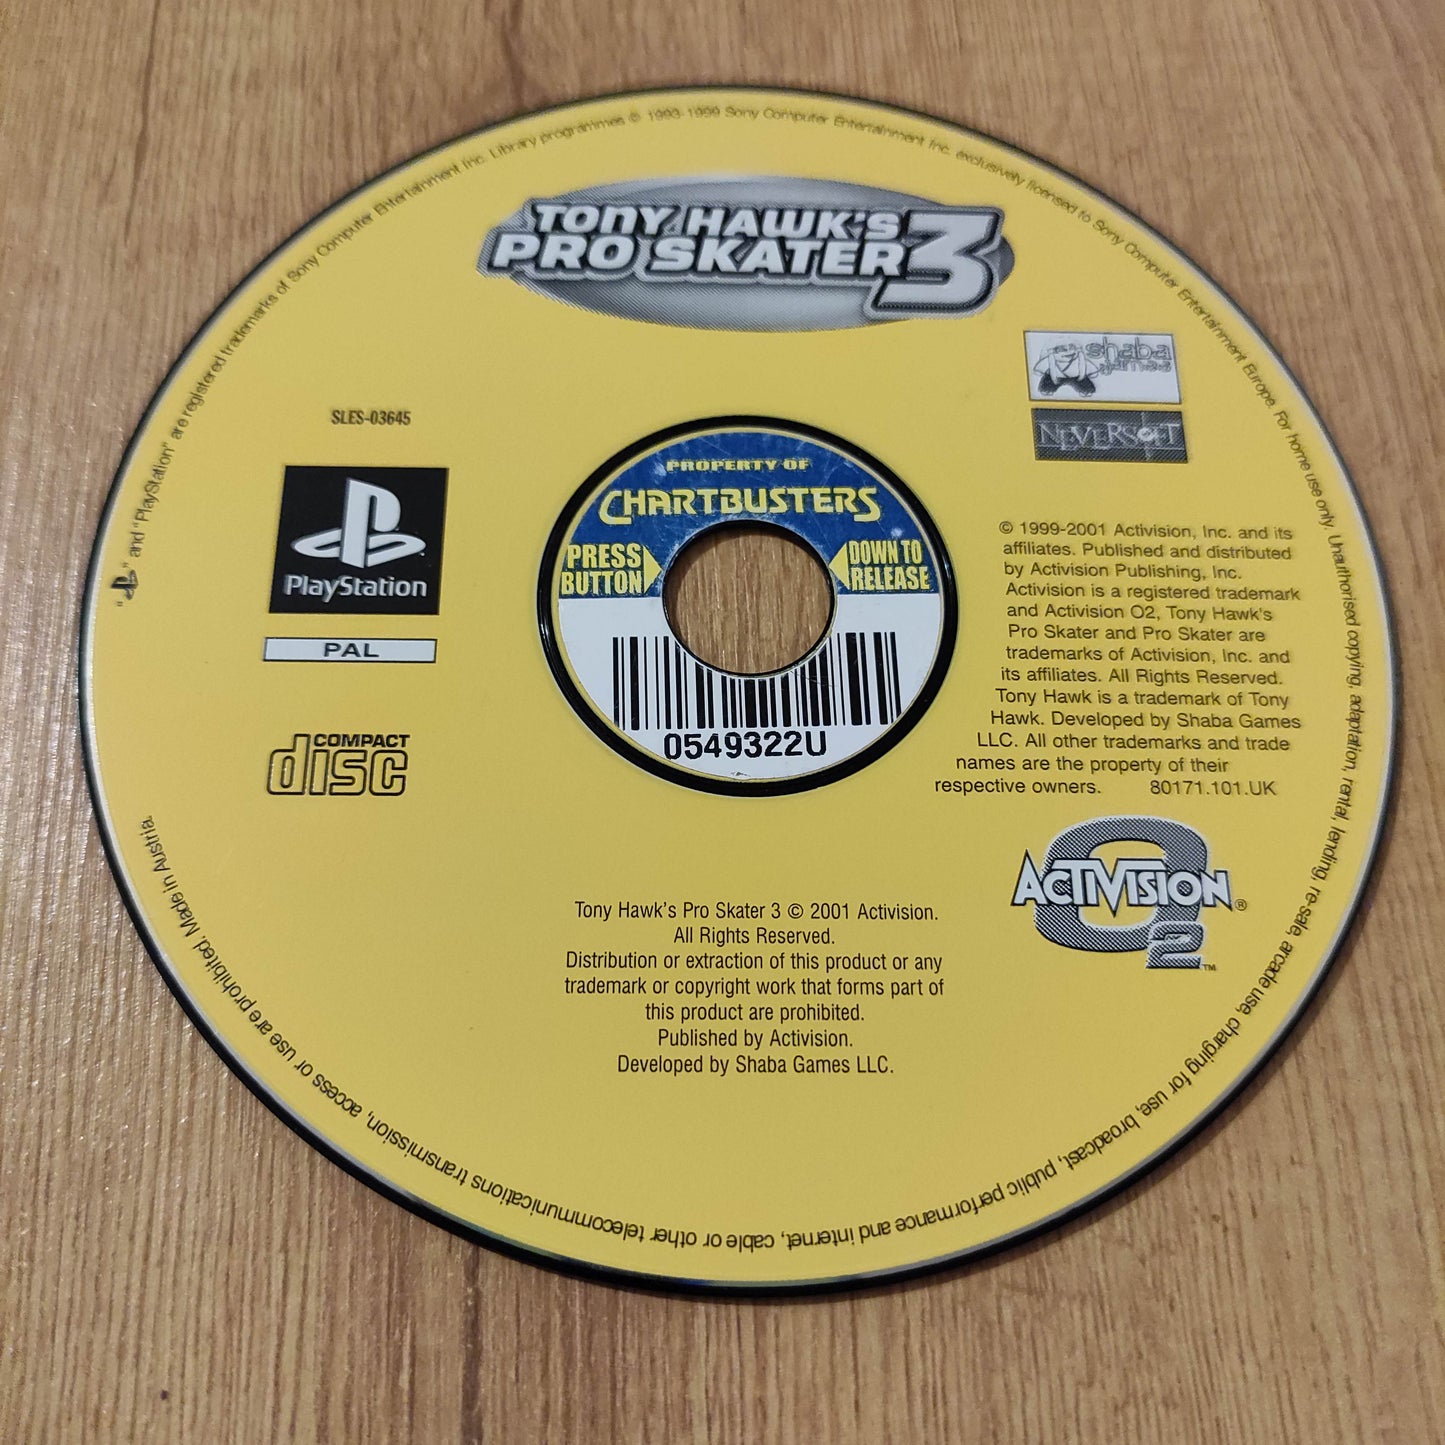 " PS " and "PlayStation" are registered trademarks of Sony Computer Entertainment Inc. Library programmes © 1993-1999 Sony Computer Entertainment Inc. exclusively licensed to Sony Computer Entertainment Europe. For home use only. Unauthorised copying, adaptation, rental, lending, re-sale, arcade use, charging for use, broadcast, public performance and internet, cable or other telecommunications transmission, access or use are prohibited. Made in Austria.
TONY HAWK'S
PRO SKATER 3
shaba
games
NEVERSOFT
SLES-03645
PlayStation
PAL
COMPACT
disc
PROPERTY OF
CHARTBUSTERS
PRESS
BUTTON
DOWN TO
RELEASE
0549322U
© 1999-2001 Activision, Inc. and its
affiliates. Published and distributed
by Activision Publishing, Inc.
Activision is a registered trademark
and Activision O2, Tony Hawk's
Pro Skater and Pro Skater are
trademarks of Activision, Inc. and
its affiliates. All Rights Reserved.
Tony Hawk is a trademark of Tony
Hawk. Developed by Shaba Games
LLC. All other trademarks and trade
names are the property of their
respective owners. 80171.101.UK
ACTIVISION®
O2™
Tony Hawk's Pro Skater 3 © 2001 Activision.
All Rights Reserved.
Distribution or extraction of this product or any
trademark or copyright work that forms part of
this product are prohibited.
Published by Activision.
Developed by Shaba Games LLC.